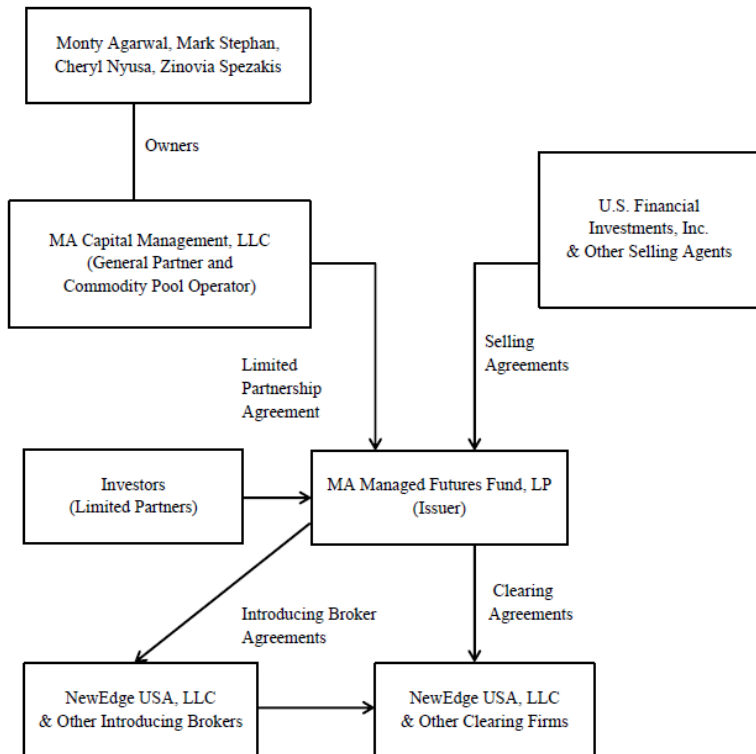 Monty Agarwal, Mark Stephan,
Cheryl Nyusa, Zinovia Spezakis
Owners
MA Capital Management, LLC
(General Partner and
Commodity Pool Operator)
U.S. Financial
Investments, Inc.
& Other Selling Agents
Limited
Partnership
Agreement
Selling
Agreements
Investors
(Limited Partners)
MA Managed Futures Fund, LP
(Issuer)
Introducing Broker
Agreements
Clearing
Agreements
NewEdge USA, LLC
& Other Introducing Brokers
NewEdge USA, LLC
& Other Clearing Firms